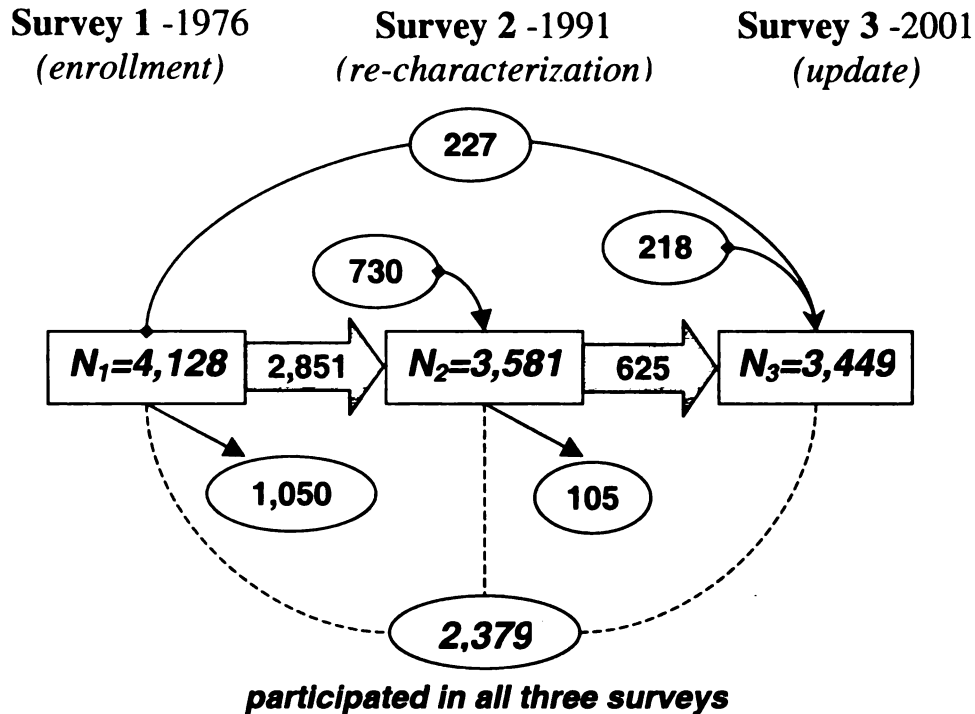 Survey 1 -1976
(enrollment)
Survey 2 -1991
(re-characterization)
Survey 3 -2001
(update)
227
730
218
N₁=4,128
2,851
N₂=3,581
625
N₃=3,449
1,050
105
2,379
participated in all three surveys